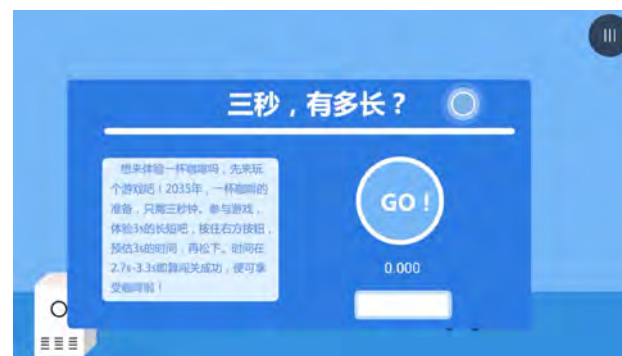 三秒，有多长？
想来体验一杯咖啡吗，先来玩
个游戏吧！2035年，一杯咖啡的
准备，只需三秒钟。参与游戏，
体验3s的长短吧，按住右方按钮，
预估3s的时间，再松下。时间在
2.7s-3.3s即算闯关成功，便可享
受咖啡啦！
GO！
0.000